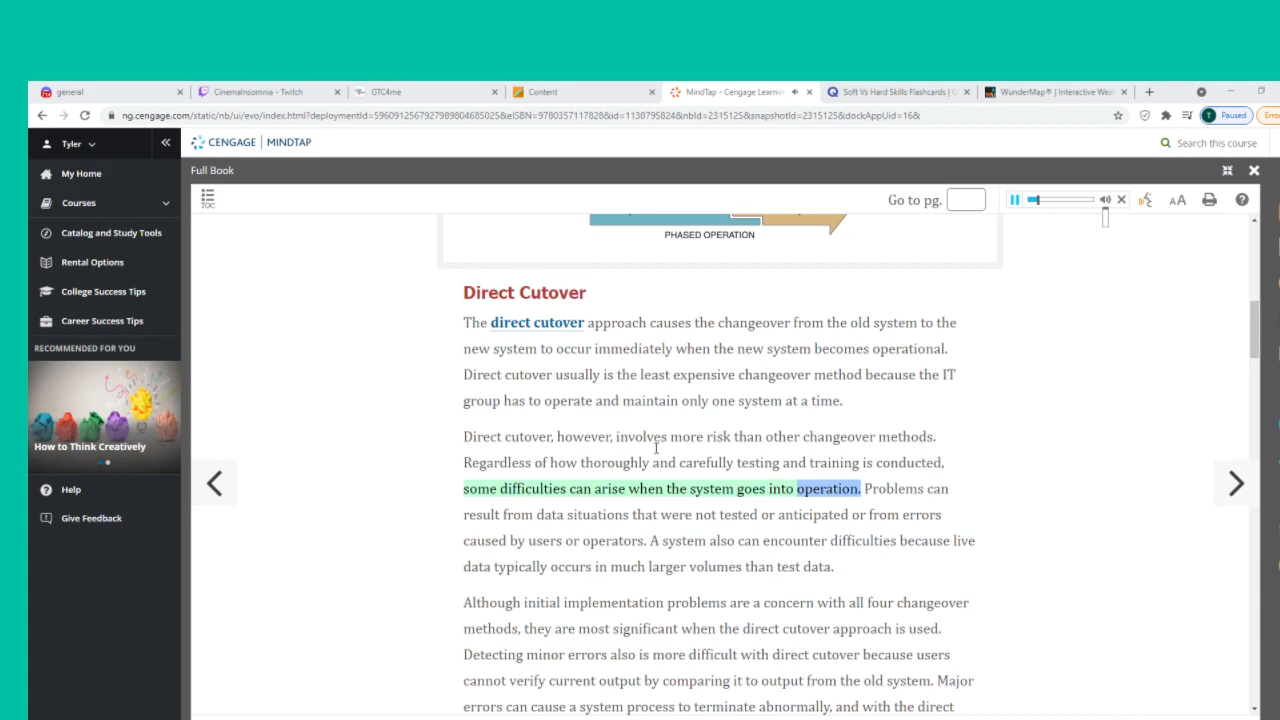 general
CinemaInsomnia - Twitch
GTC4me
Content
MindTap - Cengage Learning
Soft Vs Hard Skills Flashcards |
WunderMap® | Interactive Wea
ng.cengage.com/static/nb/ui/evo/index.html?deploymentId=5960912567927989804685025&eISBN=9780357117828&id=1130795824&nbId=2315125&snapshotId=2315125&dockAppUid=16&
T Paused
Error
Tyler
CENGAGE | MINDTAP
Search this course
My Home
Full Book
Courses
TOC
Go to pg.
AA
Catalog and Study Tools
PHASED OPERATION
Rental Options
College Success Tips
Career Success Tips
RECOMMENDED FOR YOU
How to Think Creatively
Help
Give Feedback
Direct Cutover
The direct cutover approach causes the changeover from the old system to the
new system to occur immediately when the new system becomes operational.
Direct cutover usually is the least expensive changeover method because the IT
group has to operate and maintain only one system at a time.
Direct cutover, however, involves more risk than other changeover methods.
Regardless of how thoroughly and carefully testing and training is conducted,
some difficulties can arise when the system goes into operation. Problems can
result from data situations that were not tested or anticipated or from errors
caused by users or operators. A system also can encounter difficulties because live
data typically occurs in much larger volumes than test data.
Although initial implementation problems are a concern with all four changeover
methods, they are most significant when the direct cutover approach is used.
Detecting minor errors also is more difficult with direct cutover because users
cannot verify current output by comparing it to output from the old system. Major
errors can cause a system process to terminate abnormally, and with the direct